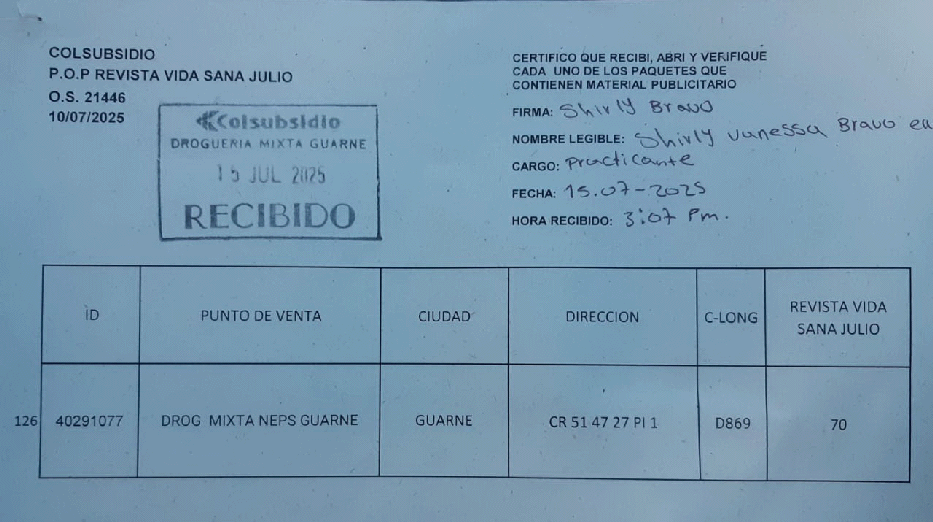 COLSUBSIDIO
P.O.P REVISTA VIDA SANA JULIO
O.S. 21446
10/07/2025
Colsubsidio
DROGUERIA MIXTA GUARNE
15 JUL 2025
RECIBIDO
CERTIFICO QUE RECIBI, ABRI Y VERIFIQUE
CADA UNO DE LOS PAQUETES QUE
CONTIENEN MATERIAL PUBLICITARIO
FIRMA: Shirly Bravo
NOMBRE LEGIBLE: Shirly Vanessa Bravo
CARGO: Practicante
FECHA: 15.07-2025
HORA RECIBIDO: 3:07 Pm.
ID PUNTO DE VENTA CIUDAD DIRECCION C-LONG REVISTA VIDA
SANA JULIO
126 40291077 DROG MIXTA NEPS GUARNE GUARNE CR 51 47 27 PI 1 D869 70